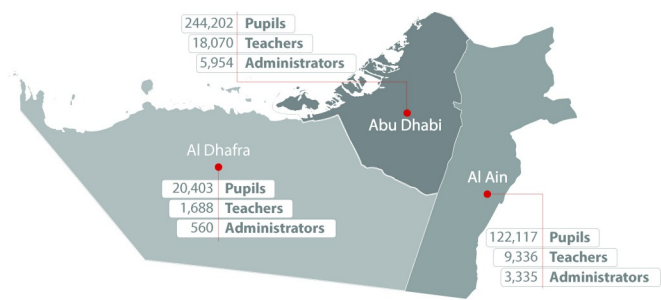 244,202 Pupils
18,070 Teachers
5,954 Administrators
Abu Dhabi
Al Dhafra
20,403 Pupils
1,688 Teachers
560 Administrators
Al Ain
122,117 Pupils
9,336 Teachers
3,335 Administrators